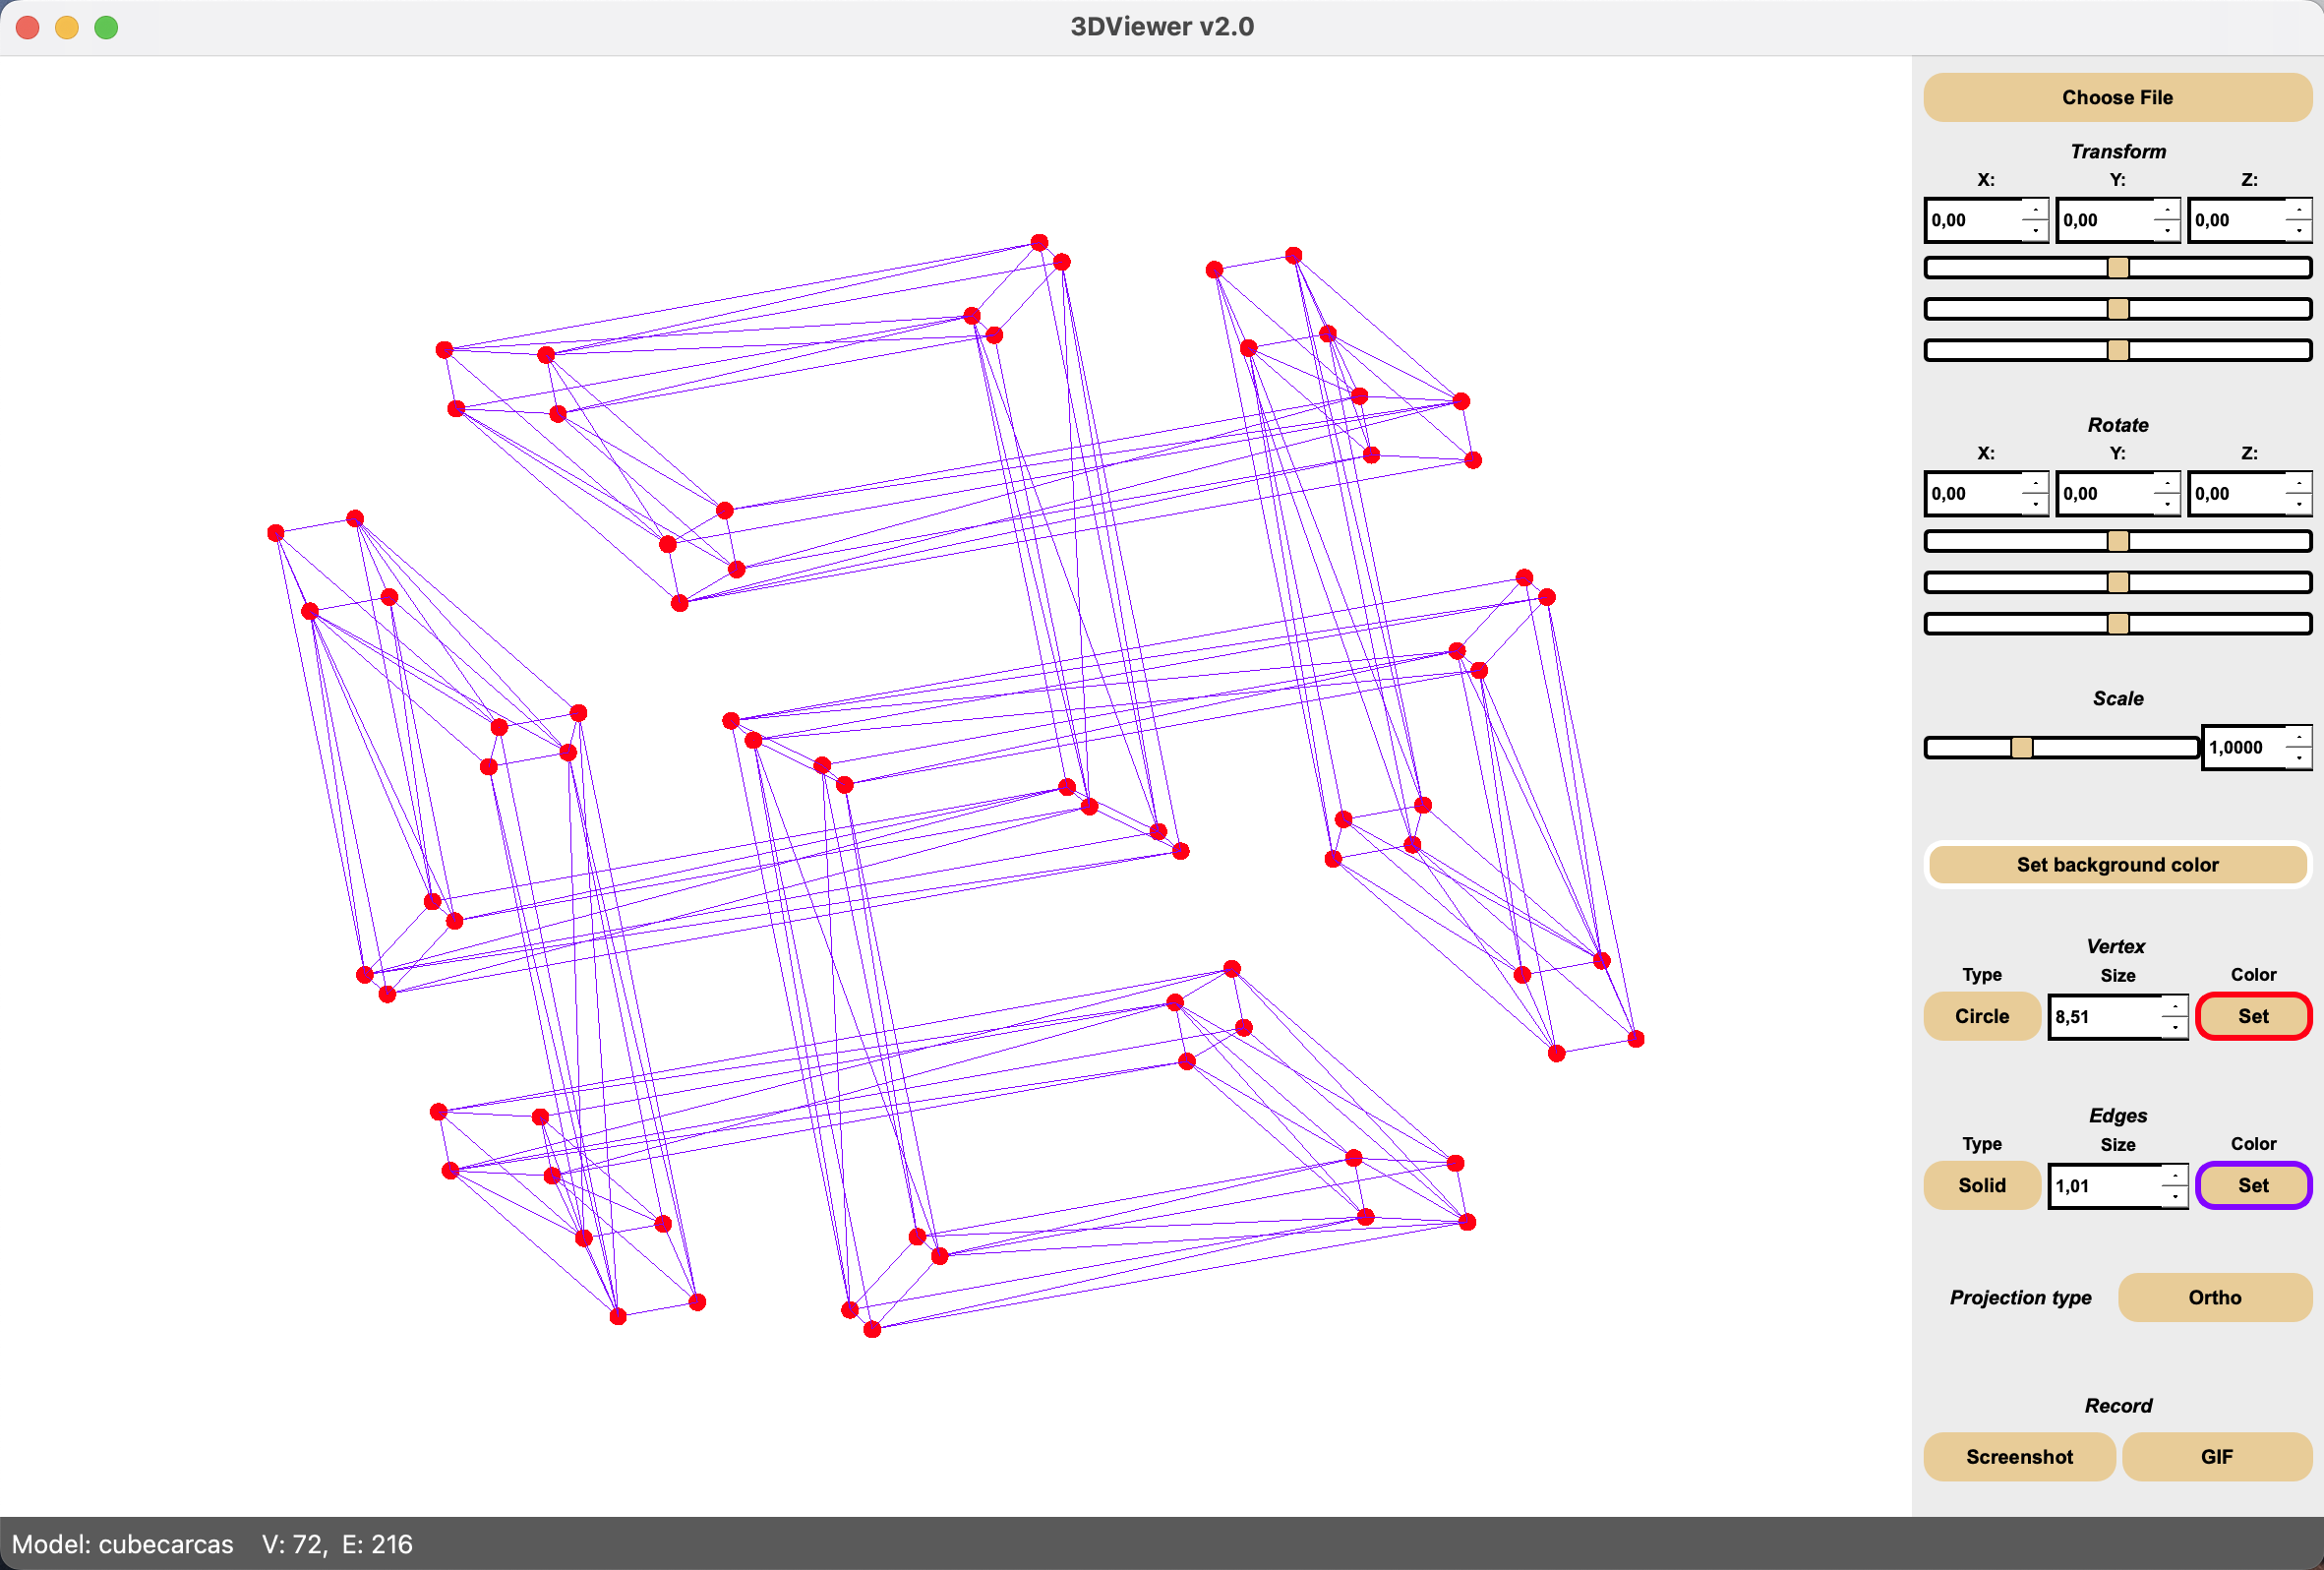 3DViewer v2.0
Choose File
Transform
X: Y: Z:
0,00 0,00 0,00
Rotate
X: Y: Z:
0,00 0,00 0,00
Scale
1,0000
Set background color
Vertex
Type Size Color
Circle 8,51 Set
Edges
Type Size Color
Solid 1,01 Set
Projection type Ortho
Record
Screenshot GIF
Model: cubecarcas V: 72, E: 216